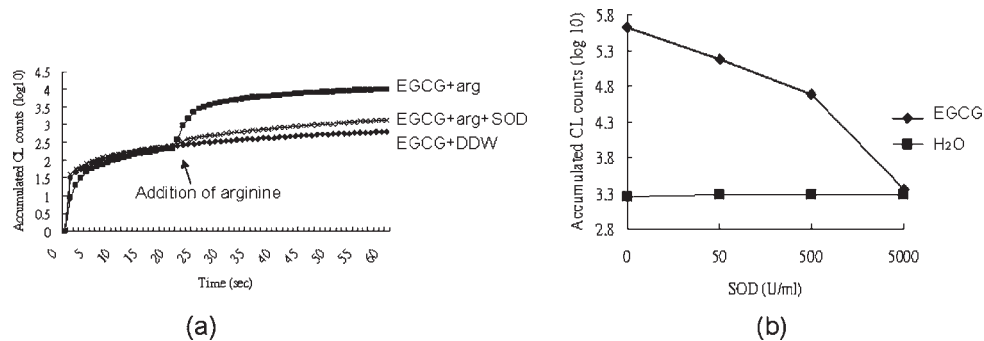 Accumulated CL counts (log10)
4.5
4
3.5
3
2.5
2
1.5
1
0.5
0
0
5
10
15
20
25
30
35
40
45
50
55
60
Time (sec)
EGCG+arg
EGCG+arg+SOD
EGCG+DDW
Addition of arginine
(a)
Accumulated CL counts (log 10)
5.8
5.3
4.8
4.3
3.8
3.3
2.8
0
50
500
5000
SOD (U/ml)
EGCG
H2O
(b)